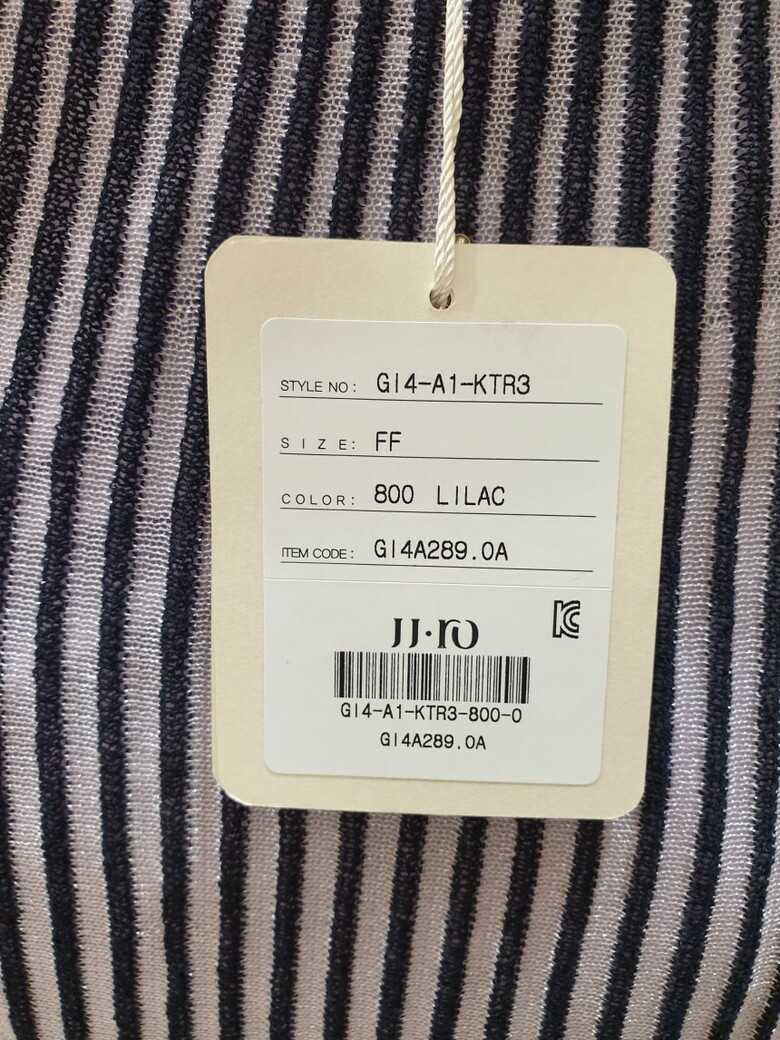 STYLE NO: GI4-A1-KTR3
SIZE: FF
COLOR: 800 LILAC
ITEM CODE: GI4A289.0A
JJ·ro
GI4-A1-KTR3-800-0
GI4A289.0A